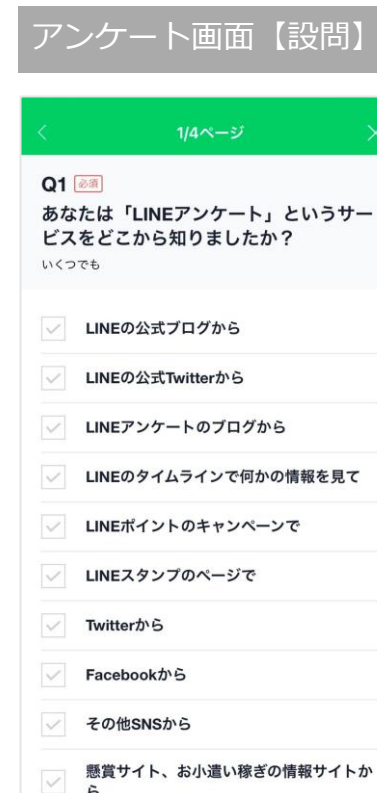 アンケート画面【設問】
1/4ページ
Q1 必須
あなたは「LINEアンケート」というサー
ビスをどこから知りましたか？
いくつでも
LINEの公式ブログから
LINEの公式Twitterから
LINEアンケートのブログから
LINEのタイムラインで何かの情報を見て
LINEポイントのキャンペーンで
LINEスタンプのページで
Twitterから
Facebookから
その他SNSから
懸賞サイト、お小遣い稼ぎの情報サイトか
ら